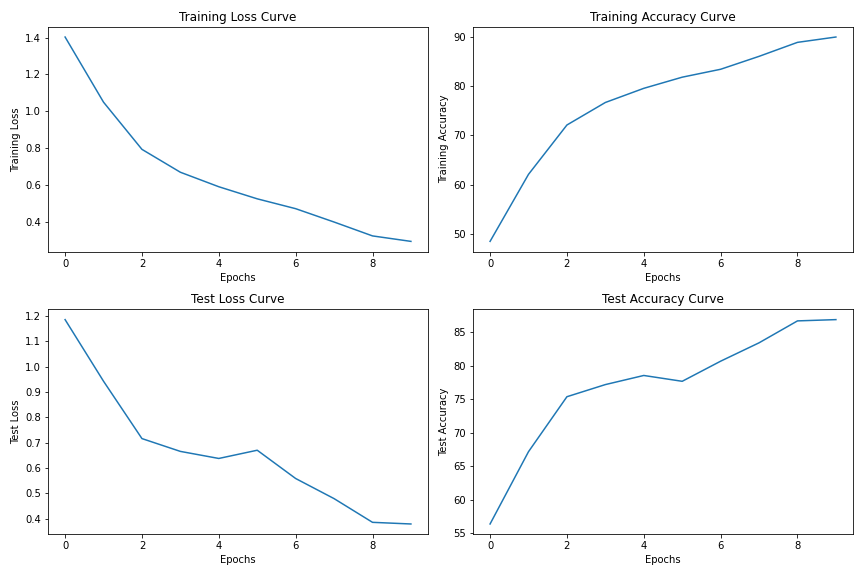 Training Loss Curve
1.4
1.2
1.0
0.8
0.6
0.4
Training Loss
0 2 4 6 8
Epochs
Training Accuracy Curve
90
80
70
60
50
Training Accuracy
0 2 4 6 8
Epochs
Test Loss Curve
1.2
1.1
1.0
0.9
0.8
0.7
0.6
0.5
0.4
Test Loss
0 2 4 6 8
Epochs
Test Accuracy Curve
85
80
75
70
65
60
55
Test Accuracy
0 2 4 6 8
Epochs